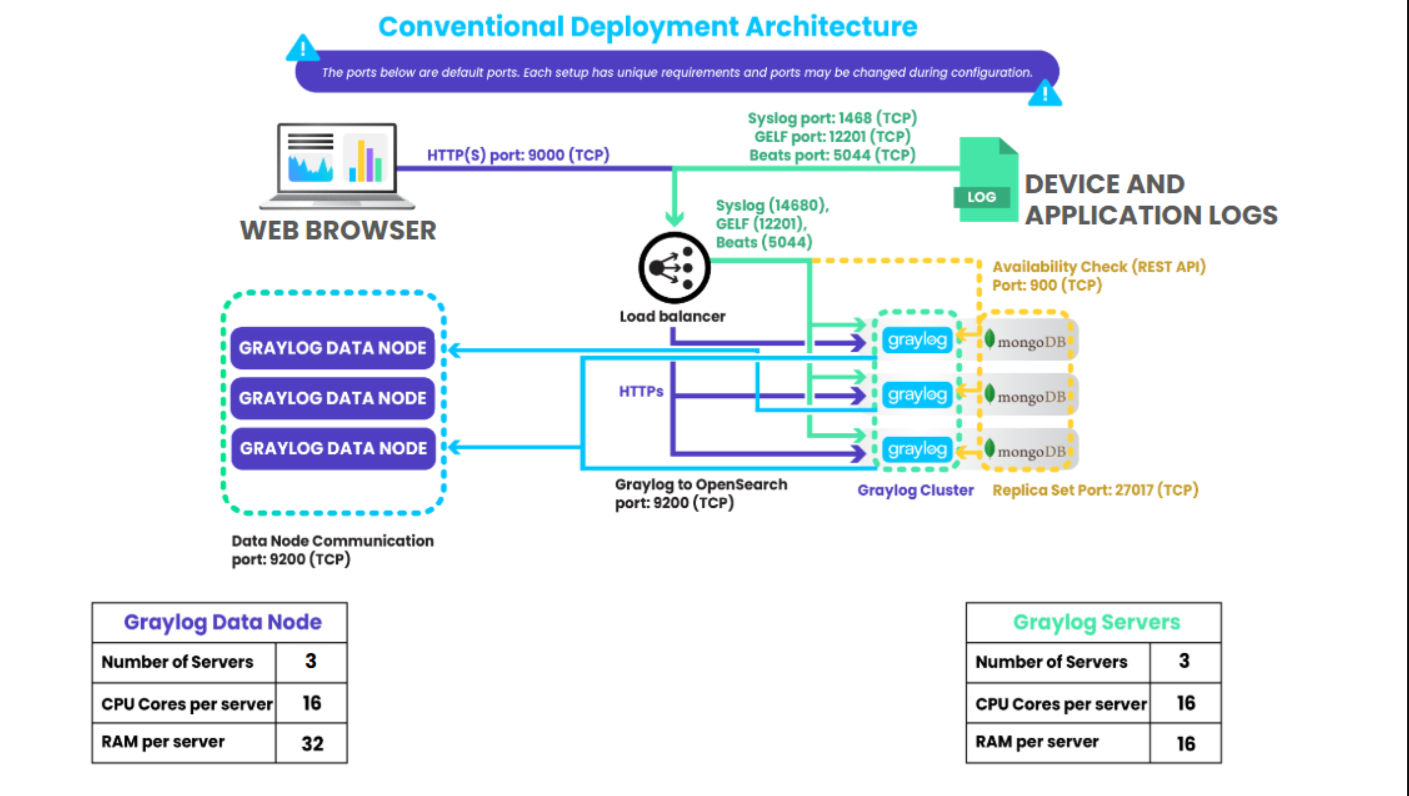 Conventional Deployment Architecture
The ports below are default ports. Each setup has unique requirements and ports may be changed during configuration.
Syslog port: 1468 (TCP)
GELF port: 12201 (TCP)
Beats port: 5044 (TCP)
HTTP(S) port: 9000 (TCP)
LOG
DEVICE AND
APPLICATION LOGS
WEB BROWSER
Syslog (14680),
GELF (12201),
Beats (5044)
Availability Check (REST API)
Port: 900 (TCP)
Load balancer
GRAYLOG DATA NODE
GRAYLOG DATA NODE
GRAYLOG DATA NODE
HTTPs
graylog
mongoDB
graylog
mongoDB
graylog
mongoDB
Graylog to OpenSearch
port: 9200 (TCP)
Graylog Cluster
Replica Set Port: 27017 (TCP)
Data Node Communication
port: 9200 (TCP)
Graylog Data Node
Number of Servers 3
CPU Cores per server 16
RAM per server 32
Graylog Servers
Number of Servers 3
CPU Cores per server 16
RAM per server 16